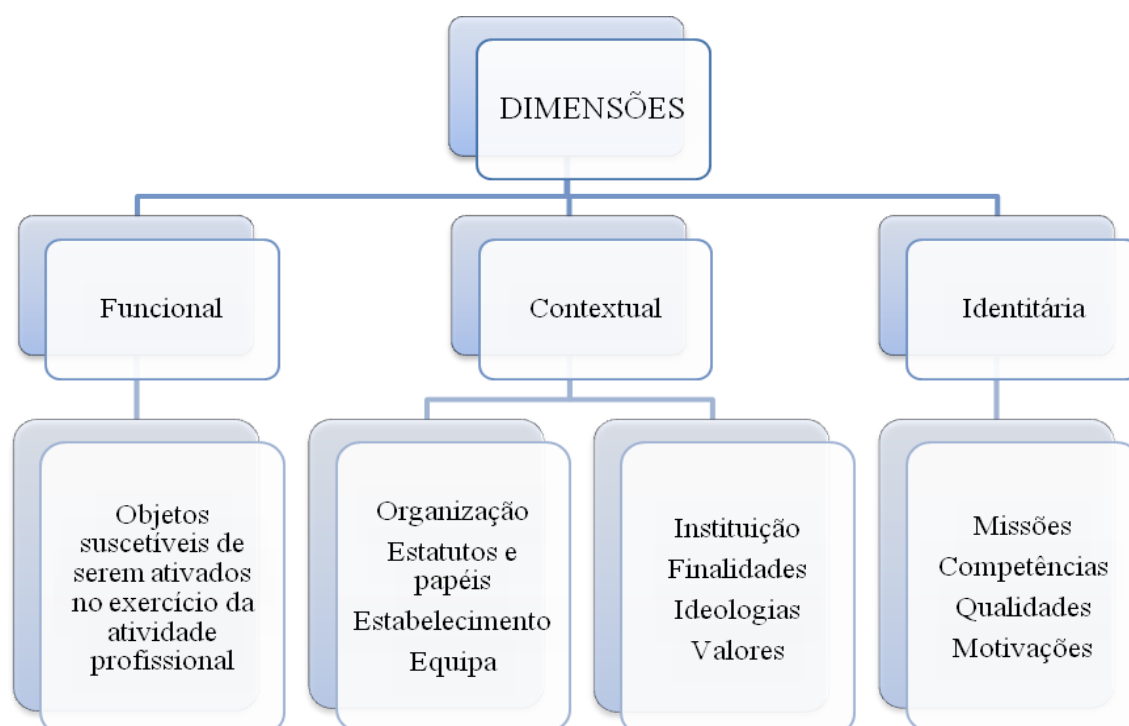 DIMENSÕES
Funcional
Contextual
Identitária
Objetos
suscetíveis de
serem ativados
no exercício da
atividade
profissional
Organização
Estatutos e
papéis
Estabelecimento
Equipa
Instituição
Finalidades
Ideologias
Valores
Missões
Competências
Qualidades
Motivações